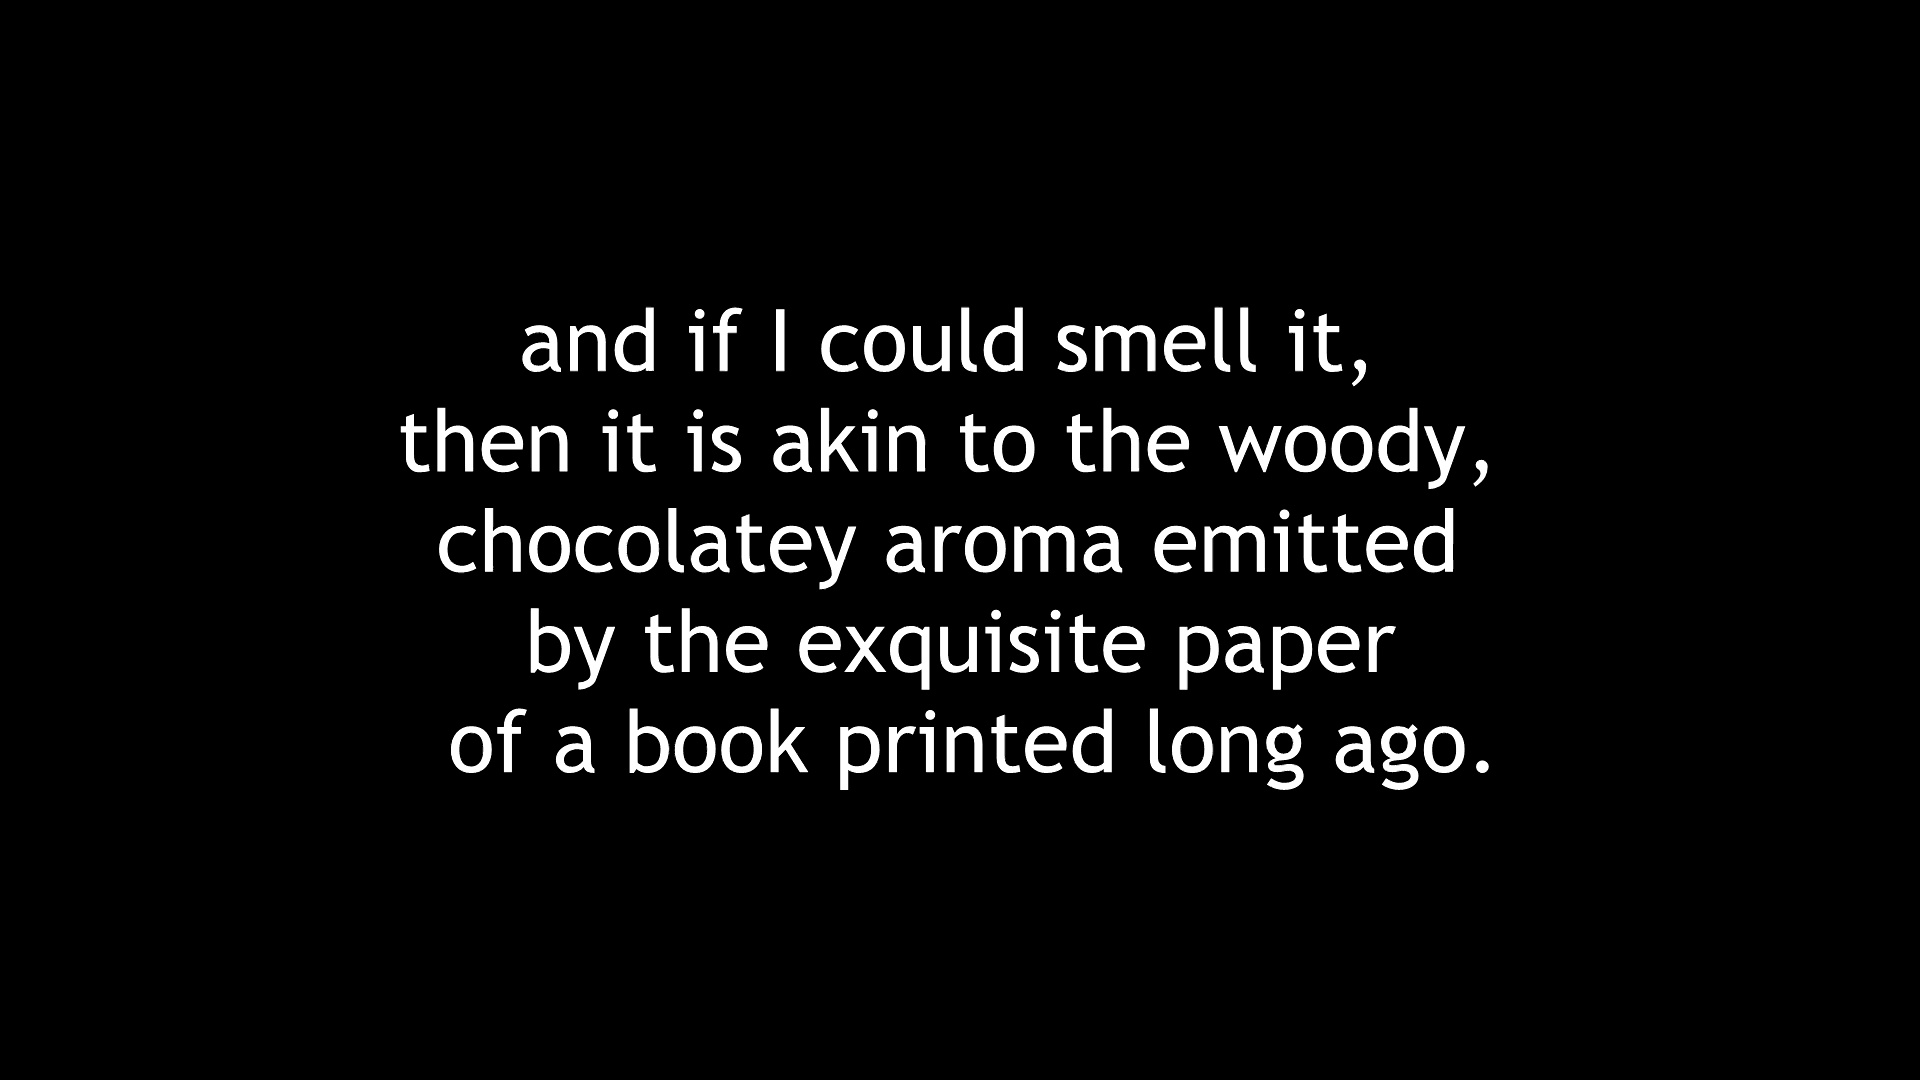 and if I could smell it,
then it is akin to the woody,
chocolatey aroma emitted
by the exquisite paper
of a book printed long ago.